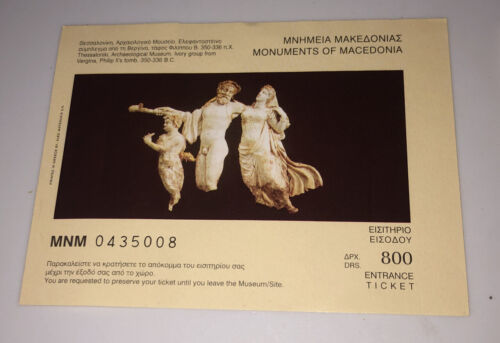 Θεσσαλονίκη, Αρχαιολογικό Μουσείο. Ελεφαντοστέινο
σύμπλεγμα από τη Βεργίνα, τάφος Φιλίππου Β. 350-336 π.Χ.
Thessaloniki, Archaeological Museum. Ivory group from
Vergina, Philip II's tomb. 350-336 B.C.
ΜΝΗΜΕΙΑ ΜΑΚΕΔΟΝΙΑΣ
MONUMENTS OF MACEDONIA
MNM 0435008
Παρακαλείστε να κρατήσετε το απόκομμα του εισιτηρίου σας
μέχρι την έξοδό σας από το χώρο.
You are requested to preserve your ticket until you leave the Museum/Site.
ΕΙΣΙΤΗΡΙΟ
ΕΙΣΟΔΟΥ
ΔΡΧ.
DRS. 800
ENTRANCE
TICKET